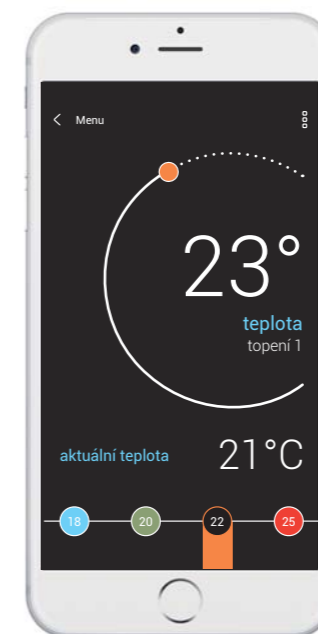 Menu
23°
teplota
topení 1
aktuální teplota
21°C
18 20 22 25